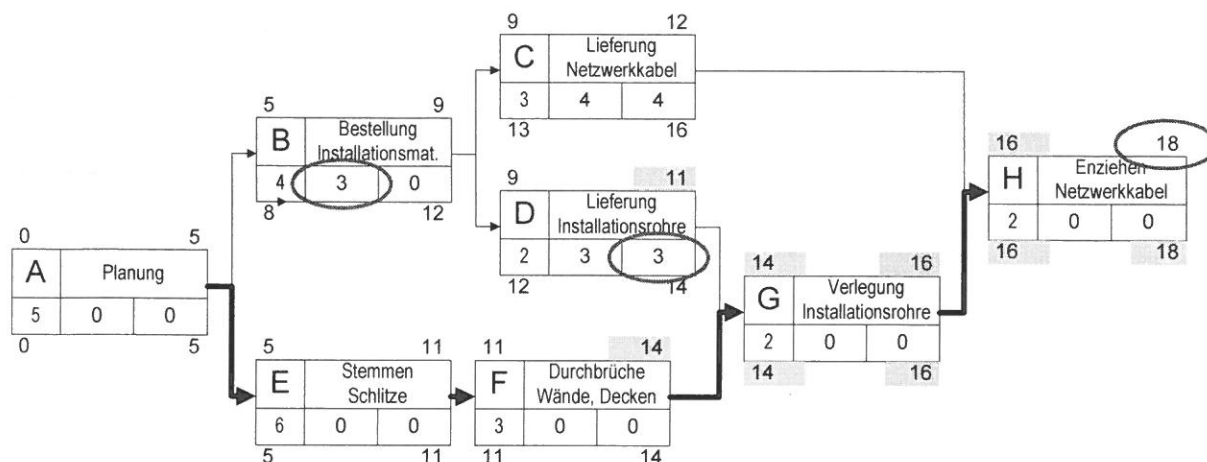 9 12
C Lieferung
Netzwerkkabel
3 4 4
13 16
5 9
B Bestellung
Installationsmat.
4 3 0
8 12
9 11
D Lieferung
Installationsrohre
2 3 3
12 14
16 18
H Enziehen
Netzwerkkabel
2 0 0
16 18
0 5
A Planung
5 0 0
0 5
14 16
G Verlegung
Installationsrohre
2 0 0
14 16
5 11
E Stemmen
Schlitze
6 0 0
5 11
11 14
F Durchbrüche
Wände, Decken
3 0 0
11 14